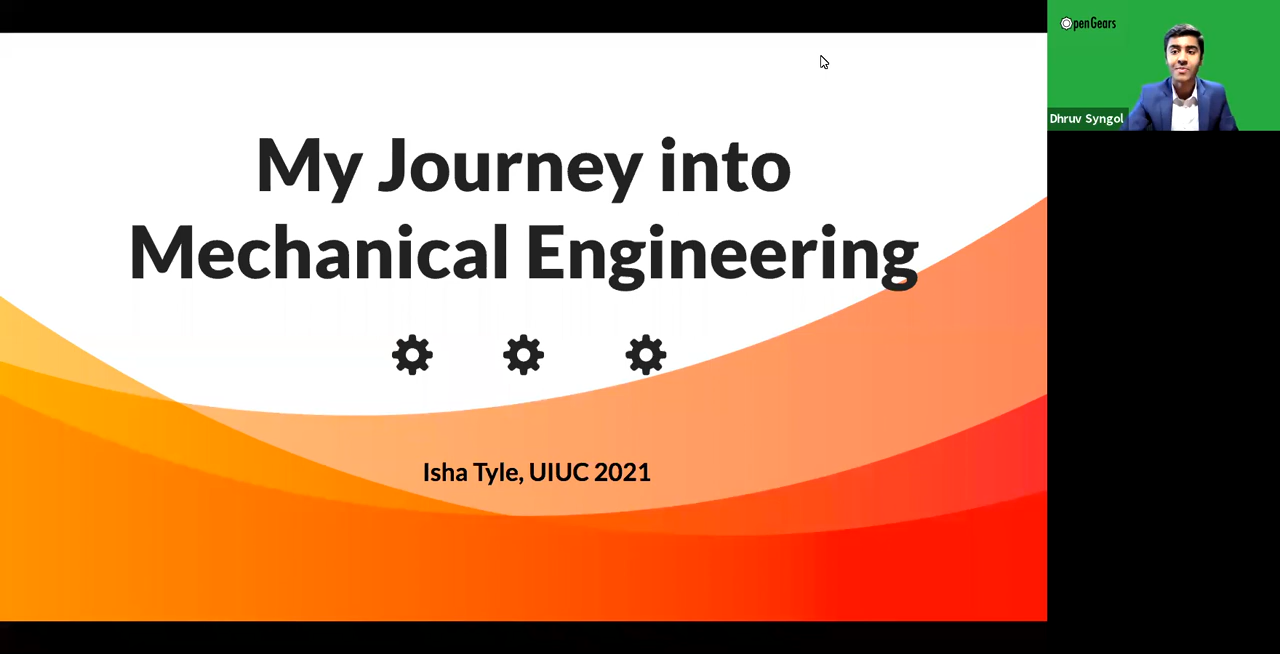 My Journey into
Mechanical Engineering
Isha Tyle, UIUC 2021
OpenGears
Dhruv Syngol